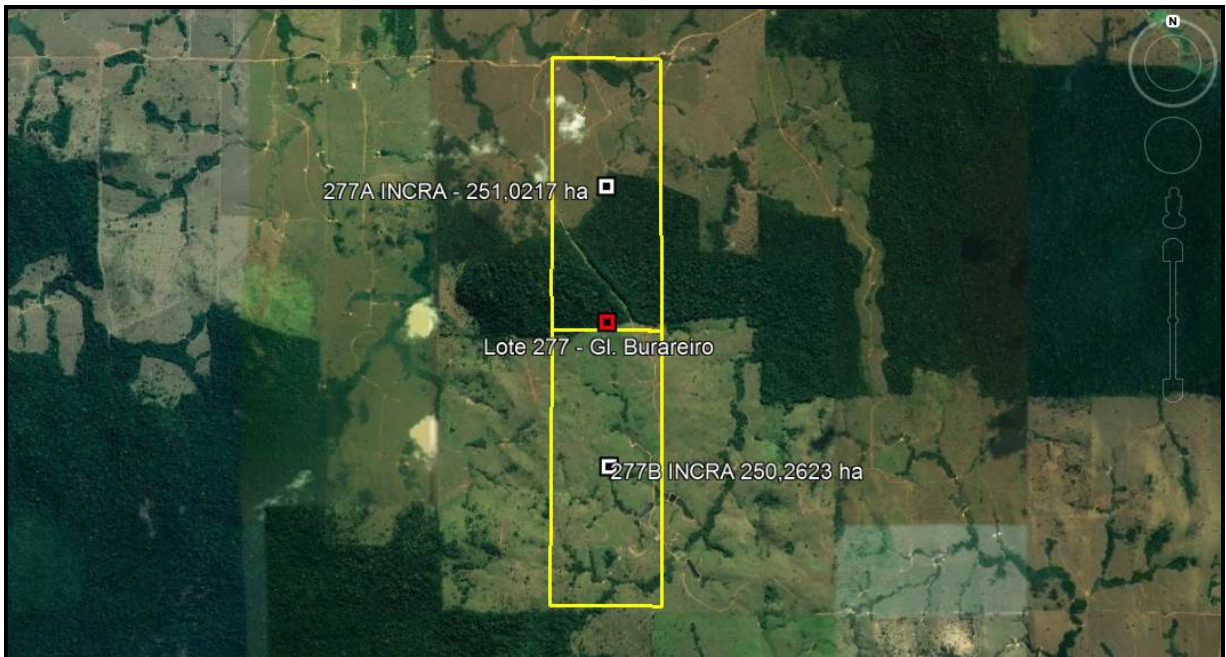 N
277A INCRA - 251,0217 ha
Lote 277 - Gl. Burareiro
277B INCRA 250,2623 ha